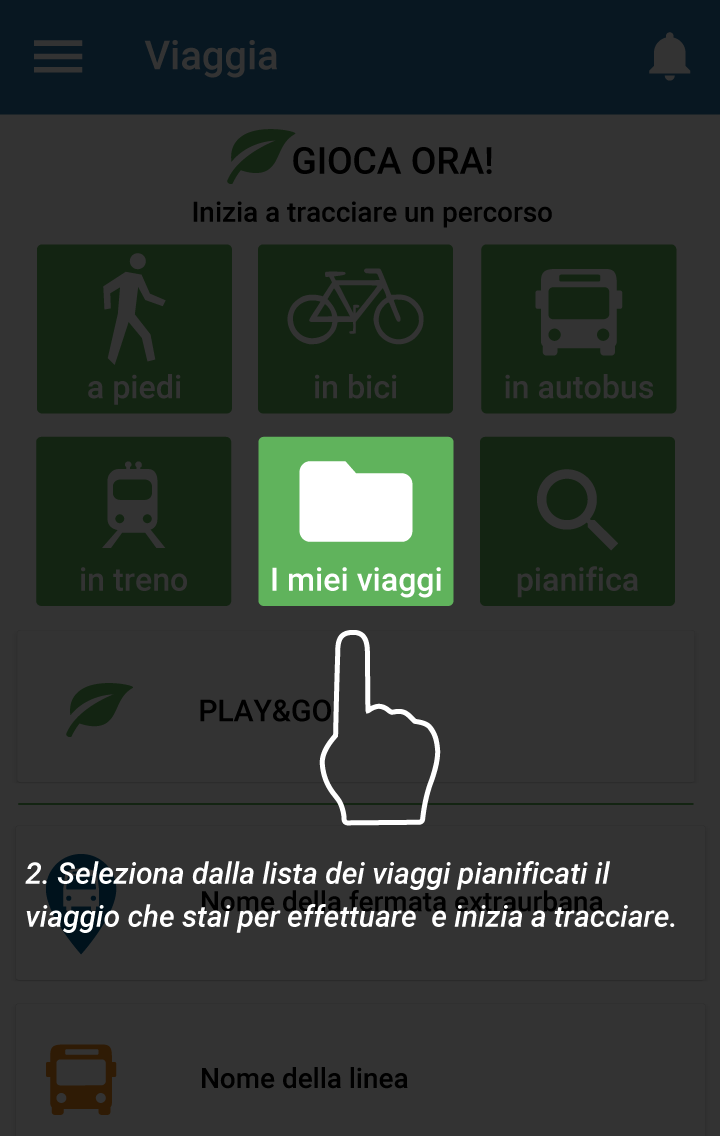 Viaggia
GIOCA ORA!
Inizia a tracciare un percorso
a piedi
in bici
in autobus
in treno
I miei viaggi
pianifica
PLAY&GO
2. Seleziona dalla lista dei viaggi pianificati il
Nome della fermata extraurbana
viaggio che stai per effettuare e inizia a tracciare.
Nome della linea